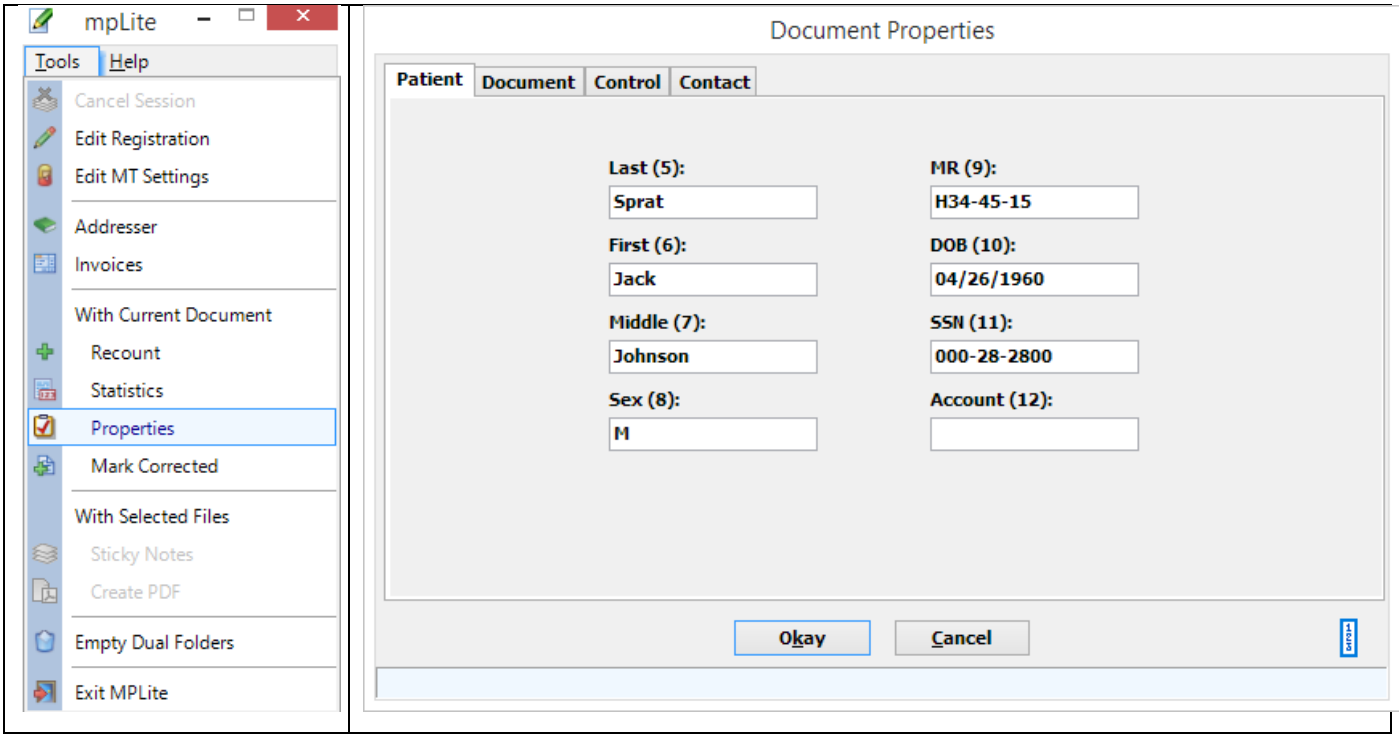 mpLite
Tools Help
Cancel Session
Edit Registration
Edit MT Settings
Addresser
Invoices
With Current Document
Recount
Statistics
Properties
Mark Corrected
With Selected Files
Sticky Notes
Create PDF
Empty Dual Folders
Exit MPLite
Document Properties
Patient Document Control Contact
Last (5): MR (9):
Sprat H34-45-15
First (6): DOB (10):
Jack 04/26/1960
Middle (7): SSN (11):
Johnson 000-28-2800
Sex (8): Account (12):
M
Okay Cancel